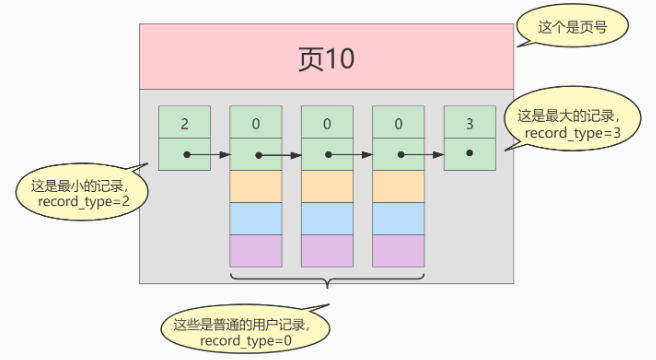 这个是页号
页10
2
0
0
0
3
这是最大的记录，
record_type=3
这是最小的记录，
record_type=2
这些是普通的用户记录，
record_type=0